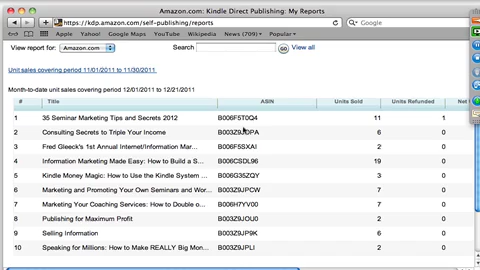 Amazon.com: Kindle Direct Publishing: My Reports
https://kdp.amazon.com/self-publishing/reports
Google
Apple Yahoo! Google Maps YouTube Wikipedia News (709) Popular
View report for: Amazon.com Search GO View all
Unit sales covering period 11/01/2011 to 11/30/2011
Month-to-date unit sales covering period 12/01/2011 to 12/21/2011
# Title ASIN Units Sold Units Refunded Net
1 35 Seminar Marketing Tips and Secrets 2012 B006F5T0Q4 11 1
2 Consulting Secrets to Triple Your Income 6 0
3 Fred Gleeck's 1st Annual Internet/Information Mar... B006F5SXAI 2 0
4 Information Marketing Made Easy: How to Build a S... B006CSDL96 19 0
5 Kindle Money Magic: How to Use the Kindle System ... B006G35ZQY 3 0
6 Marketing and Promoting Your Own Seminars and Wor... B003Z9JPCW 7 0
7 Marketing Your Coaching Services: How to Double o... B006H7YV00 7 0
8 Publishing for Maximum Profit B003Z9JOU0 2 0
9 Selling Information B003Z9JP9K 6 0
10 Speaking for Millions: How to Make REALLY Big Mon... B003Z9JPLI 2 0